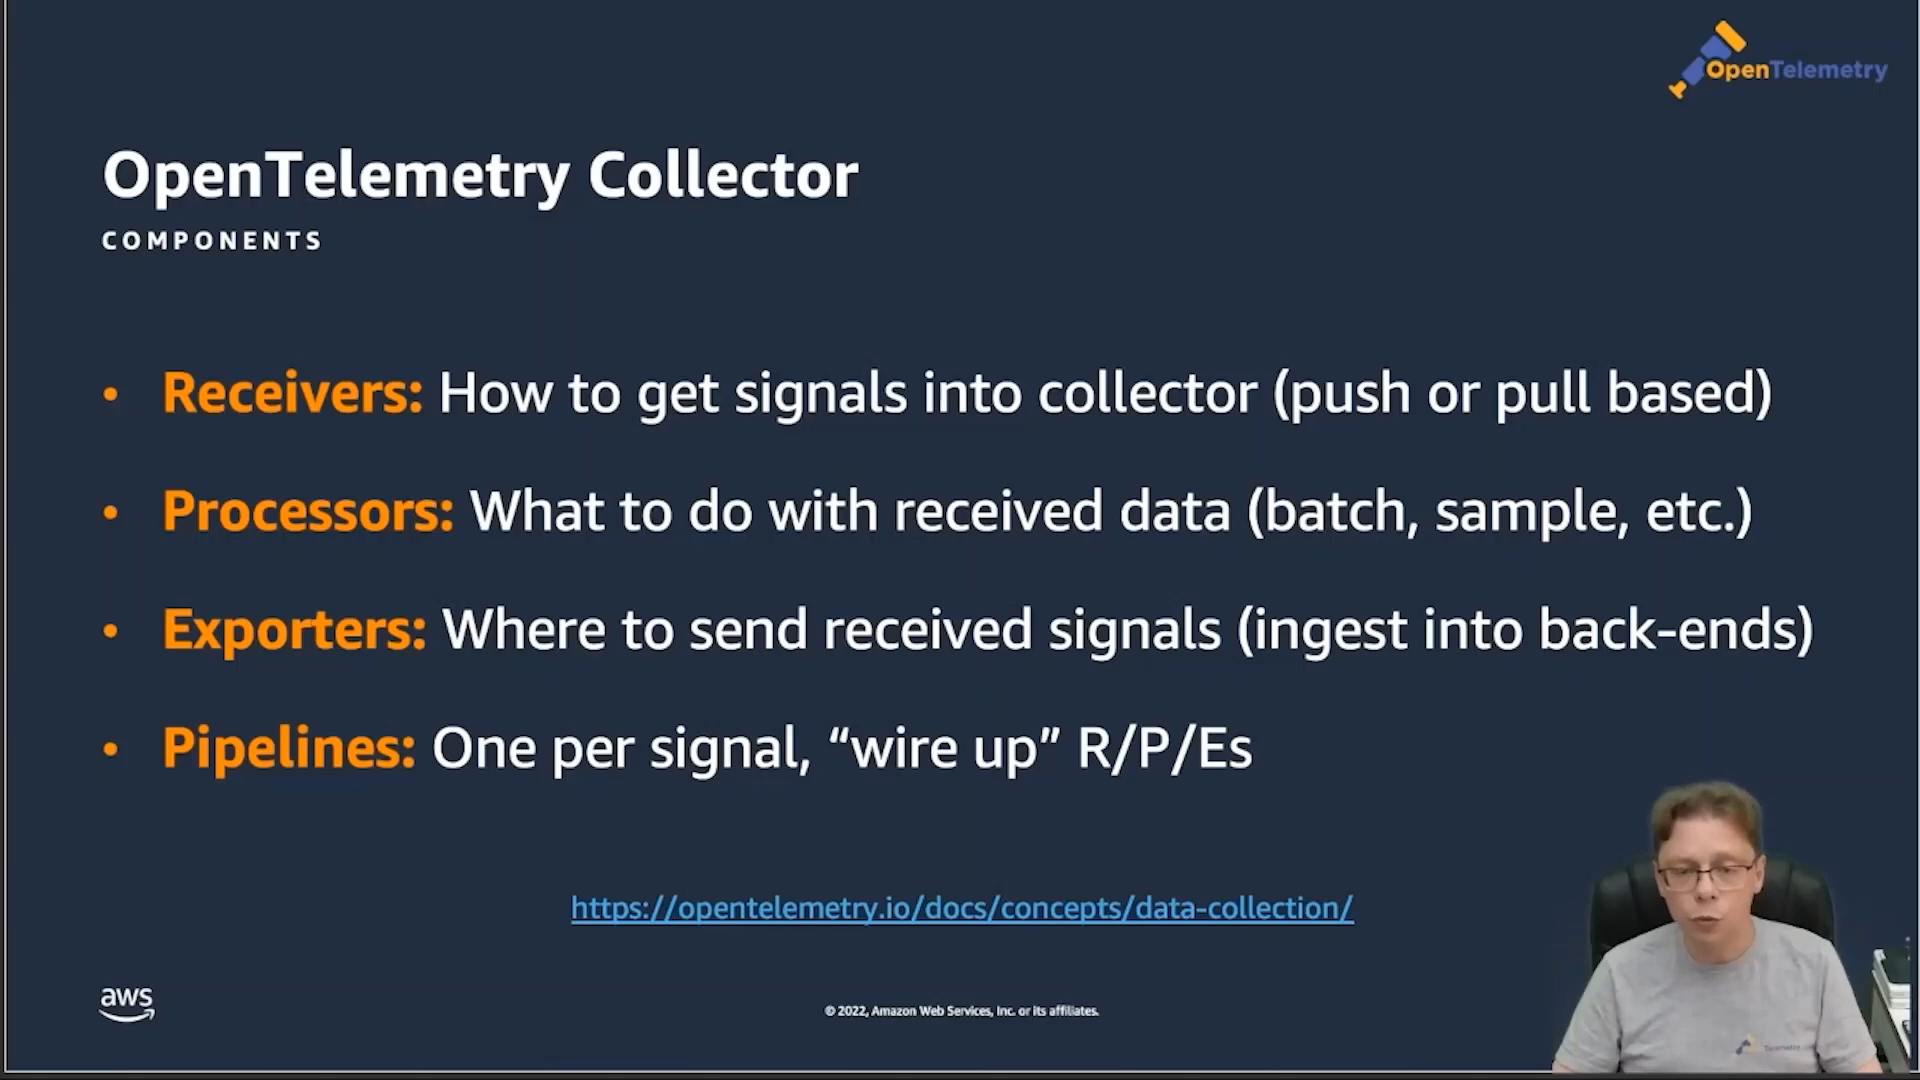 OpenTelemetry
OpenTelemetry Collector
COMPONENTS
• Receivers: How to get signals into collector (push or pull based)
• Processors: What to do with received data (batch, sample, etc.)
• Exporters: Where to send received signals (ingest into back-ends)
• Pipelines: One per signal, “wire up” R/P/Es
https://opentelemetry.io/docs/concepts/data-collection/
aws
© 2022, Amazon Web Services, Inc. or its affiliates.